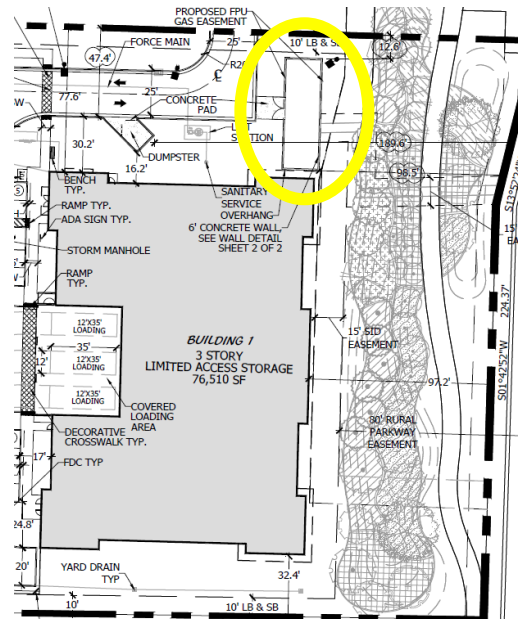 PROPOSED FPU
GAS EASEMENT
FORCE MAIN
25'
10' LB & SB
12.6'
47.4'
℄
77.6'
25'
CONCRETE
PAD
30.2'
DUMPSTER
STATION
189.6'
16.2'
98.5'
BENCH
TYP.
SANITARY
SERVICE
OVERHANG
6' CONCRETE WALL,
SEE WALL DETAIL
SHEET 2 OF 2
15'
RAMP TYP.
ADA SIGN TYP.
STORM MANHOLE
RAMP
TYP.
224.37'
S01°42'52"W
12'X35'
LOADING
35'
12'
12'X35'
LOADING
12'X35'
LOADING
BUILDING 1
3 STORY
LIMITED ACCESS STORAGE
76,510 SF
15' SID
EASEMENT
97.2'
COVERED
LOADING
AREA
80' RURAL
PARKWAY
EASEMENT
DECORATIVE
CROSSWALK TYP.
17'
FDC TYP
24.8'
20'
YARD DRAIN
TYP
32.4'
10'
10' LB & SB